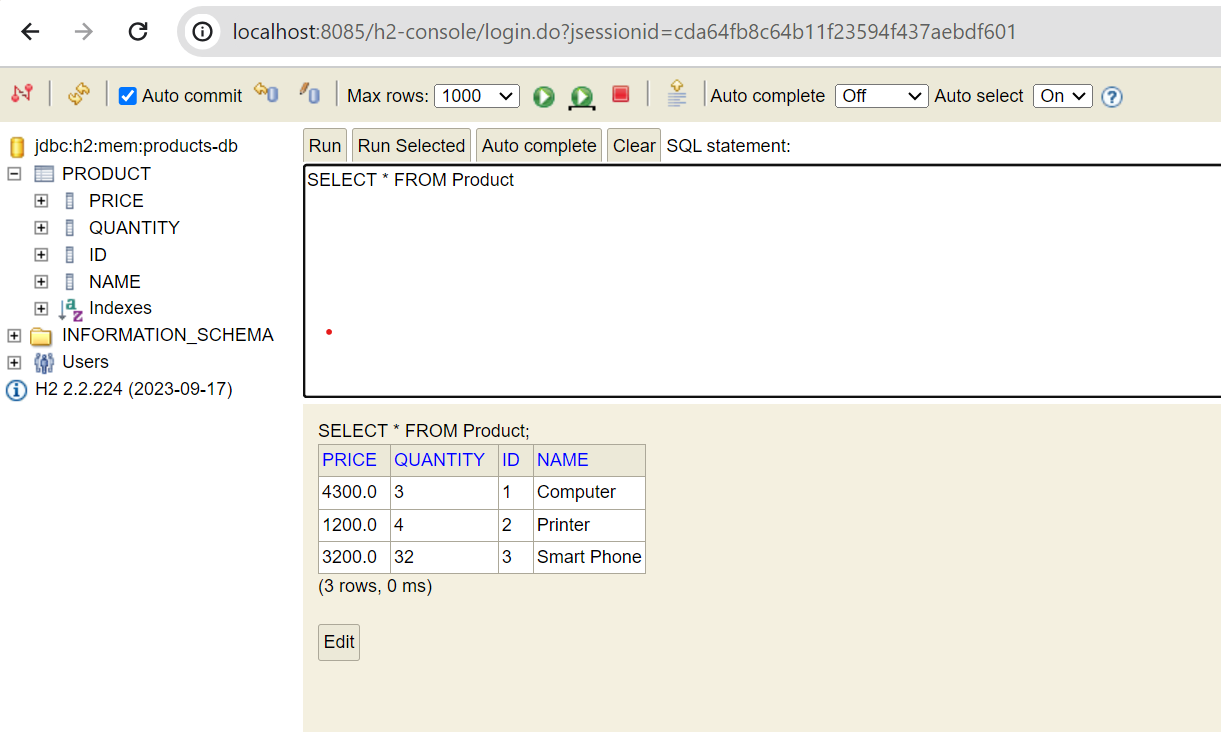 localhost:8085/h2-console/login.do?jsessionid=cda64fb8c64b11f23594f437aebdf601
Auto commit Max rows: 1000 Auto complete Off Auto select On ?
jdbc:h2:mem:products-db
PRODUCT
PRICE
QUANTITY
ID
NAME
Indexes
INFORMATION_SCHEMA
Users
H2 2.2.224 (2023-09-17)
Run Run Selected Auto complete Clear SQL statement:
SELECT * FROM Product
SELECT * FROM Product;
PRICE QUANTITY ID NAME
4300.0 3 1 Computer
1200.0 4 2 Printer
3200.0 32 3 Smart Phone
(3 rows, 0 ms)
Edit